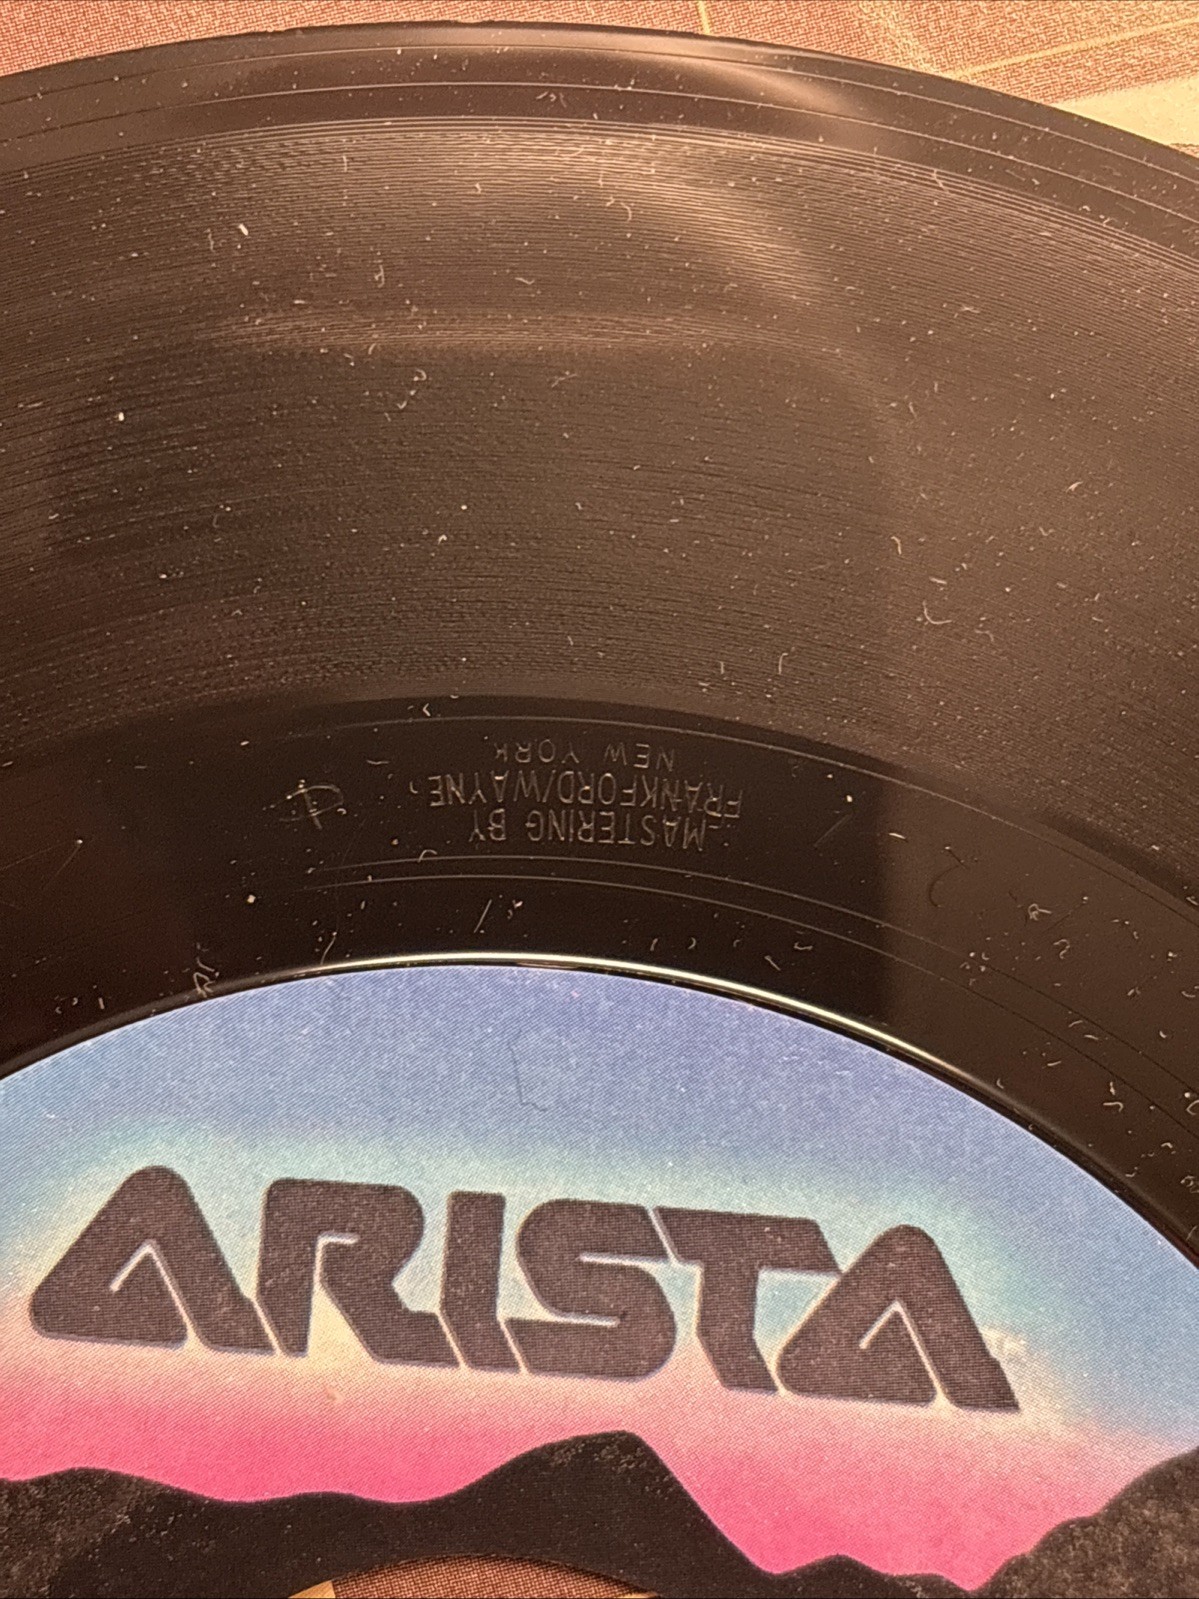 MASTERING BY
FRANKFORD/WAYNE,
NEW YORK
ARISTA